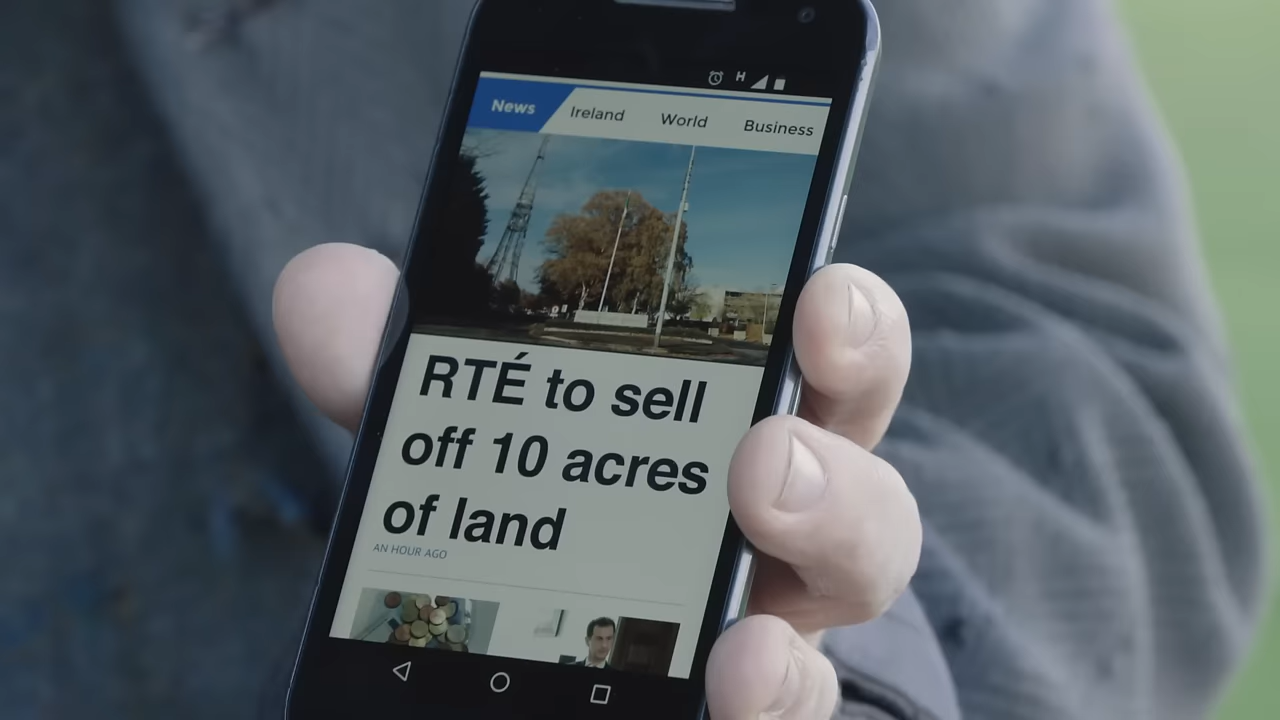 H
News Ireland World Business
RTÉ to sell
off 10 acres
of land
AN HOUR AGO